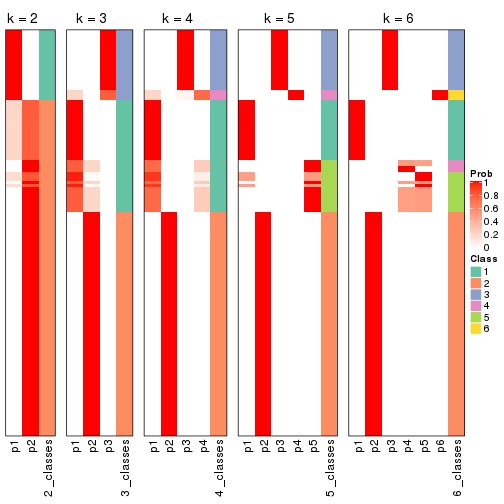 k = 2
k = 3
k = 4
k = 5
k = 6
Prob
1
0.8
0.6
0.4
0.2
0
Class
1
2
3
4
5
6
p1
p2
2_classes
p1
p2
p3
3_classes
p1
p2
p3
p4
4_classes
p1
p2
p3
p4
p5
5_classes
p1
p2
p3
p4
p5
p6
6_classes